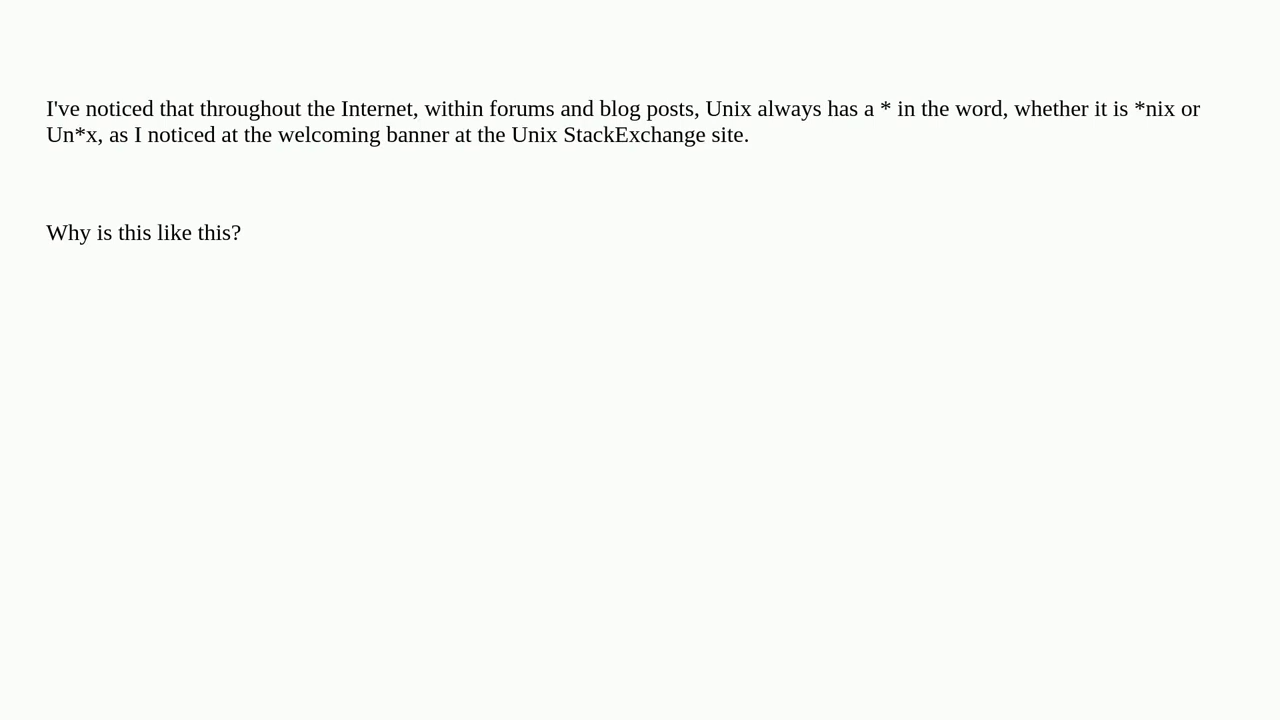 I've noticed that throughout the Internet, within forums and blog posts, Unix always has a * in the word, whether it is *nix or
Un*x, as I noticed at the welcoming banner at the Unix StackExchange site.
Why is this like this?